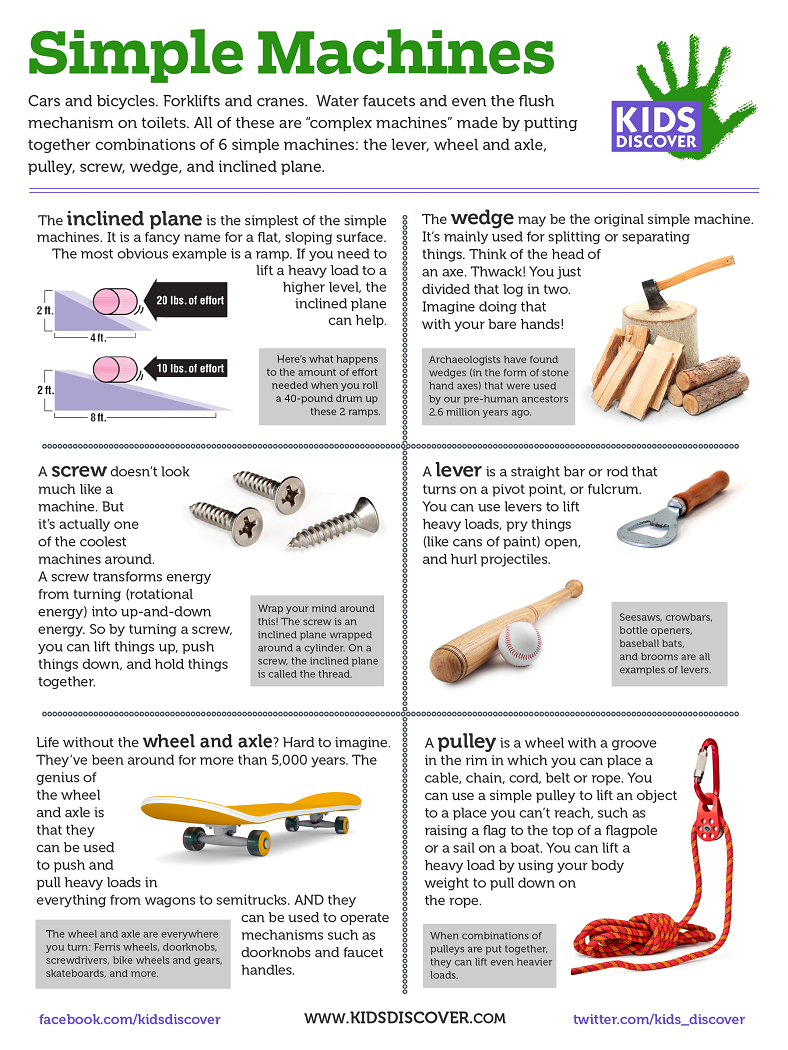 Simple Machines
Cars and bicycles. Forklifts and cranes. Water faucets and even the flush
mechanism on toilets. All of these are “complex machines” made by putting
together combinations of 6 simple machines: the lever, wheel and axle,
pulley, screw, wedge, and inclined plane.
KIDS
DISCOVER
The inclined plane is the simplest of the simple
machines. It is a fancy name for a flat, sloping surface.
The most obvious example is a ramp. If you need to
lift a heavy load to a
higher level, the
inclined plane
can help.
2 ft.
20 lbs. of effort
4 ft.
2 ft.
10 lbs. of effort
8 ft.
Here’s what happens
to the amount of effort
needed when you roll
a 40-pound drum up
these 2 ramps.
The wedge may be the original simple machine.
It’s mainly used for splitting or separating
things. Think of the head of
an axe. Thwack! You just
divided that log in two.
Imagine doing that
with your bare hands!
Archaeologists have found
wedges (in the form of stone
hand axes) that were used
by our pre-human ancestors
2.6 million years ago.
A screw doesn’t look
much like a
machine. But
it’s actually one
of the coolest
machines around.
A screw transforms energy
from turning (rotational
energy) into up-and-down
energy. So by turning a screw,
you can lift things up, push
things down, and hold things
together.
Wrap your mind around
this! The screw is an
inclined plane wrapped
around a cylinder. On a
screw, the inclined plane
is called the thread.
A lever is a straight bar or rod that
turns on a pivot point, or fulcrum.
You can use levers to lift
heavy loads, pry things
(like cans of paint) open,
and hurl projectiles.
Seesaws, crowbars,
bottle openers,
baseball bats,
and brooms are all
examples of levers.
Life without the wheel and axle? Hard to imagine.
They’ve been around for more than 5,000 years. The
genius of
the wheel
and axle is
that they
can be used
to push and
pull heavy loads in
everything from wagons to semitrucks. AND they
can be used to operate
mechanisms such as
doorknobs and faucet
handles.
The wheel and axle are everywhere
you turn: Ferris wheels, doorknobs,
screwdrivers, bike wheels and gears,
skateboards, and more.
A pulley is a wheel with a groove
in the rim in which you can place a
cable, chain, cord, belt or rope. You
can use a simple pulley to lift an object
to a place you can’t reach, such as
raising a flag to the top of a flagpole
or a sail on a boat. You can lift a
heavy load by using your body
weight to pull down on
the rope.
When combinations of
pulleys are put together,
they can lift even heavier
loads.
facebook.com/kidsdiscover
WWW.KIDSDISCOVER.COM
twitter.com/kids_discover